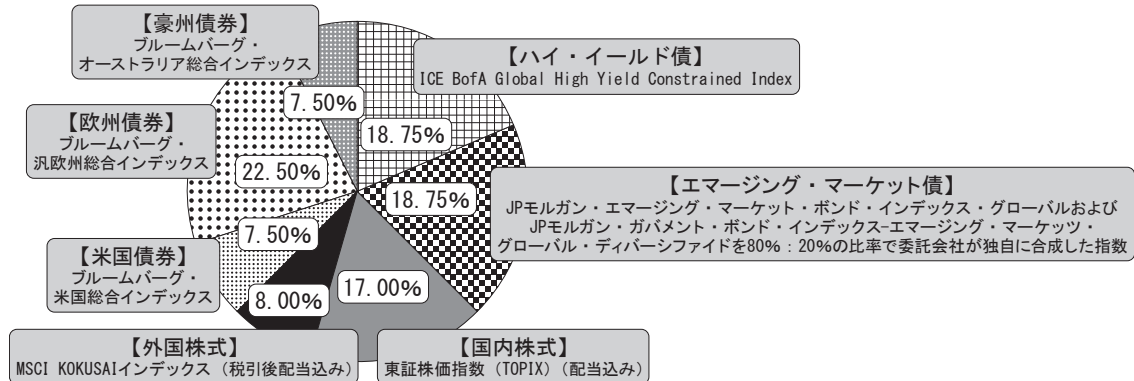 【豪州債券】
ブルームバーグ・
オーストラリア総合インデックス
7.50%
【ハイ・イールド債】
ICE BofA Global High Yield Constrained Index
18.75%
【欧州債券】
ブルームバーグ・
汎欧州総合インデックス
22.50%
【エマージング・マーケット債】
JPモルガン・エマージング・マーケット・ボンド・インデックス・グローバルおよび
JPモルガン・ガバメント・ボンド・インデックス-エマージング・マーケッツ・
グローバル・ディバーシファイドを80%：20%の比率で委託会社が独自に合成した指数
18.75%
【米国債券】
ブルームバーグ・
米国総合インデックス
7.50%
8.00%
17.00%
【外国株式】
MSCI KOKUSAIインデックス（税引後配当込み）
【国内株式】
東証株価指数（TOPIX）（配当込み）